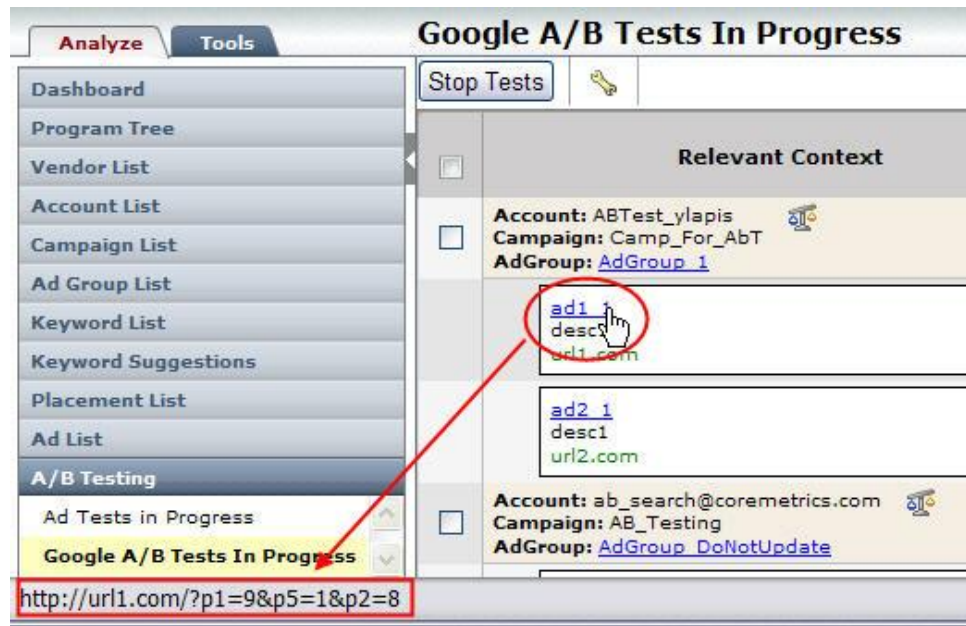 Analyze
Tools
Google A/B Tests In Progress
Dashboard
Program Tree
Vendor List
Account List
Campaign List
Ad Group List
Keyword List
Keyword Suggestions
Placement List
Ad List
A/B Testing
Ad Tests in Progress
Google A/B Tests In Progress
Stop Tests
Relevant Context
Account: ABTest_ylapis
Campaign: Camp_For_AbT
AdGroup: AdGroup_1
ad1_1
desc1
url1.com
ad2_1
desc1
url2.com
Account: ab_search@coremetrics.com
Campaign: AB_Testing
AdGroup: AdGroup_DoNotUpdate
http://url1.com/?p1=9&p5=1&p2=8